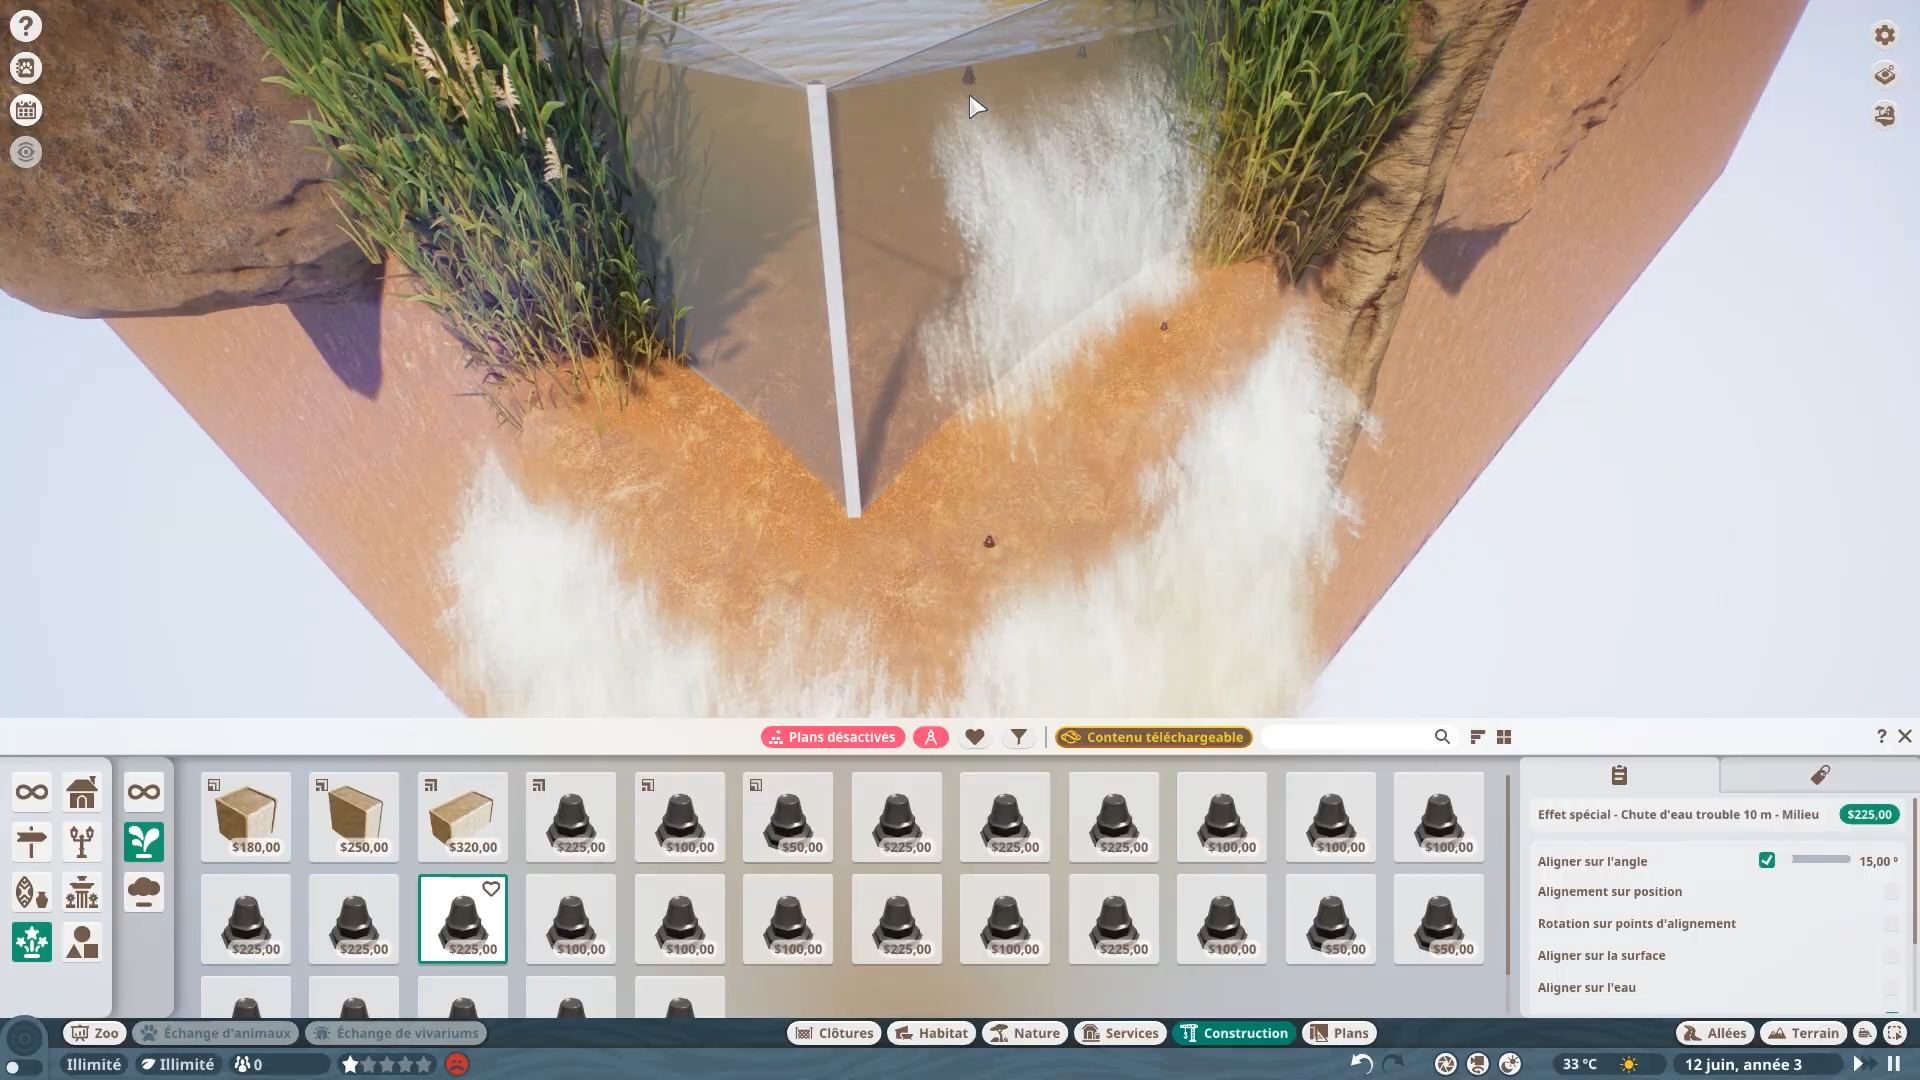 Plans désactivés
Contenu téléchargeable
?
?
$180,00 $250,00 $320,00 $225,00 $100,00 $50,00 $225,00 $225,00 $225,00 $100,00 $100,00 $100,00
$225,00 $225,00 $225,00 $100,00 $100,00 $100,00 $225,00 $100,00 $225,00 $100,00 $50,00 $50,00
Effet spécial - Chute d'eau trouble 10 m - Milieu $225,00
Aligner sur l'angle 15,00 °
Alignement sur position
Rotation sur points d'alignement
Aligner sur la surface
Aligner sur l'eau
Zoo Échange d'animaux Échange de vivariums Clôtures Habitat Nature Services Construction Plans Allées Terrain
Illimité Illimité 0 33 °C 12 juin, année 3